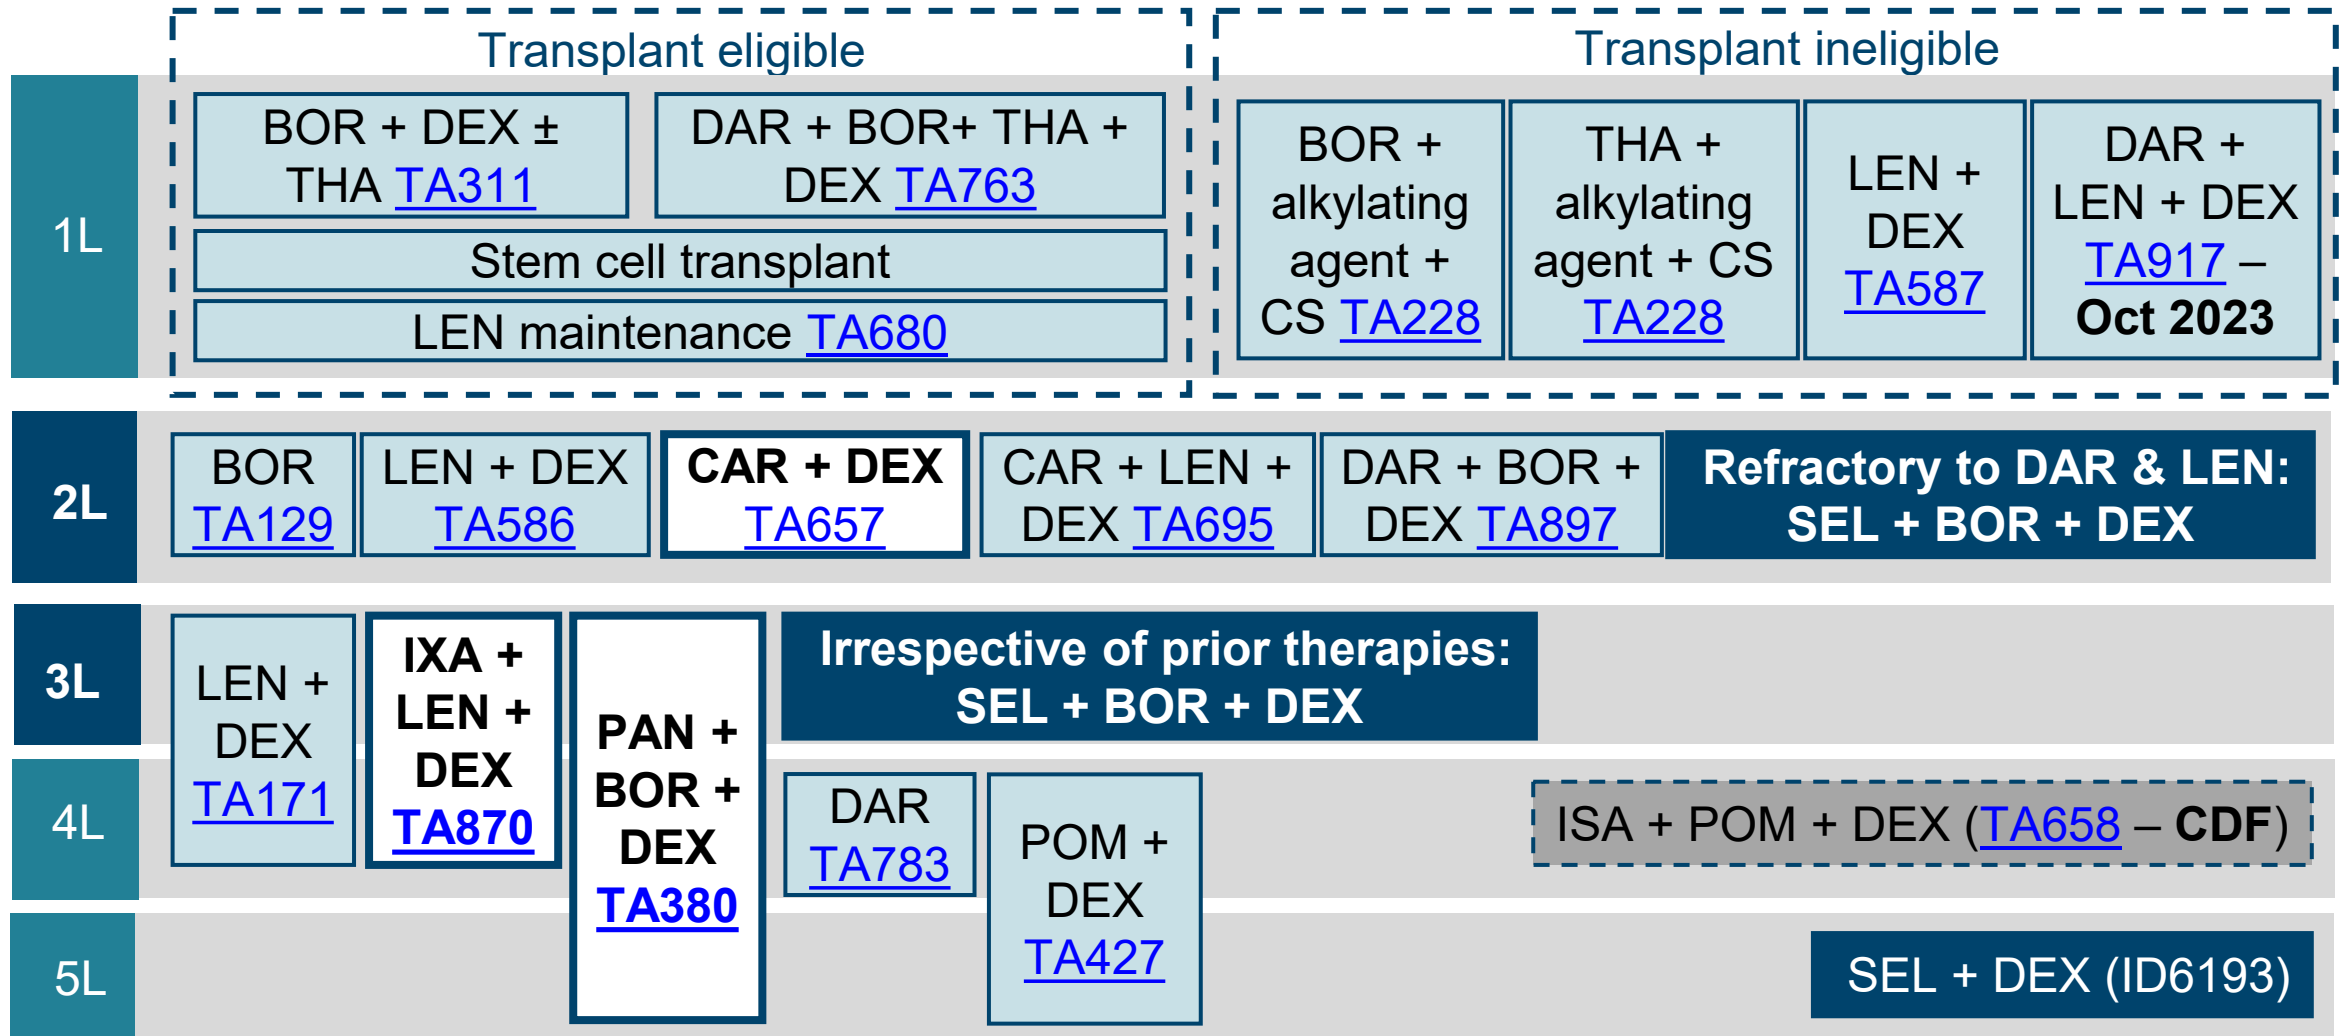 Transplant eligible
Transplant ineligible
1L
BOR + DEX ±
THA TA311
DAR + BOR+ THA +
DEX TA763
Stem cell transplant
LEN maintenance TA680
BOR +
alkylating
agent +
CS TA228
THA +
alkylating
agent + CS
TA228
LEN +
DEX
TA587
DAR +
LEN + DEX
TA917 –
Oct 2023
2L
BOR
TA129
LEN + DEX
TA586
CAR + DEX
TA657
CAR + LEN +
DEX TA695
DAR + BOR +
DEX TA897
Refractory to DAR & LEN:
SEL + BOR + DEX
3L
LEN +
DEX
TA171
IXA +
LEN +
DEX
TA870
PAN +
BOR +
DEX
TA380
Irrespective of prior therapies:
SEL + BOR + DEX
4L
DAR
TA783
POM +
DEX
TA427
ISA + POM + DEX (TA658 – CDF)
5L
SEL + DEX (ID6193)